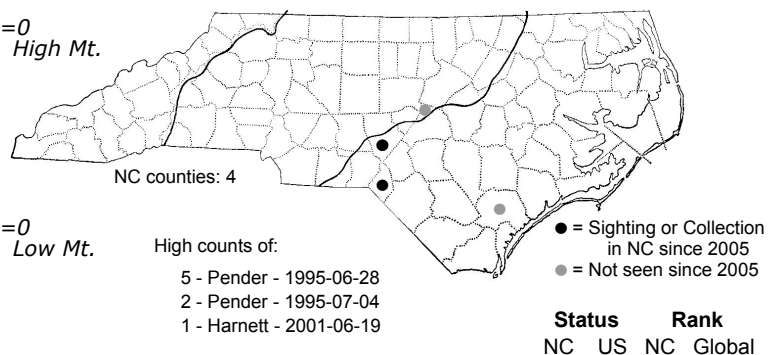 =0
High Mt.
NC counties: 4
=0
Low Mt.
High counts of:
5 - Pender - 1995-06-28
2 - Pender - 1995-07-04
1 - Harnett - 2001-06-19
● = Sighting or Collection
in NC since 2005
● = Not seen since 2005
Status Rank
NC US NC Global